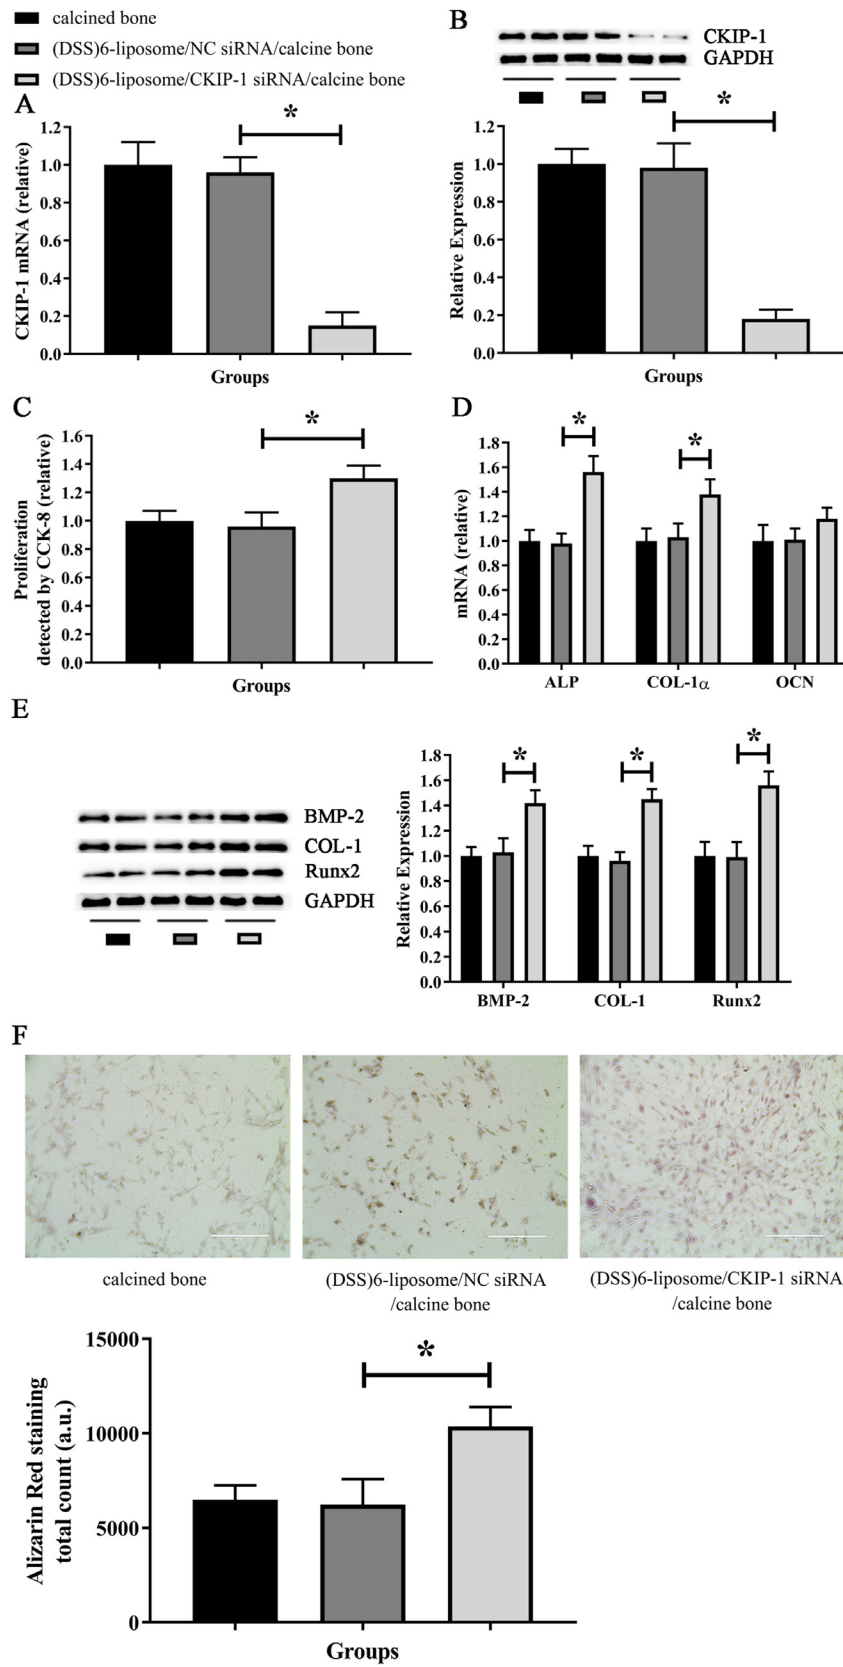 calcined bone
(DSS)6-liposome/NC siRNA/calcine bone
(DSS)6-liposome/CKIP-1 siRNA/calcine bone
A
CKIP-1 mRNA (relative)
1.2
1.0
0.8
0.6
0.4
0.2
0.0
*
Groups
B
CKIP-1
GAPDH
*
Relative Expression
1.2
1.0
0.8
0.6
0.4
0.2
0.0
Groups
C
Proliferation
detected by CCK-8 (relative)
1.6
1.4
1.2
1.0
0.8
0.6
0.4
0.2
0.0
*
Groups
D
mRNA (relative)
1.8
1.6
1.4
1.2
1.0
0.8
0.6
0.4
0.2
0.0
*
*
ALP COL-1α OCN
E
BMP-2
COL-1
Runx2
GAPDH
Relative Expression
1.8
1.6
1.4
1.2
1.0
0.8
0.6
0.4
0.2
0.0
*
*
*
BMP-2 COL-1 Runx2
F
calcined bone
(DSS)6-liposome/NC siRNA
/calcine bone
(DSS)6-liposome/CKIP-1 siRNA
/calcine bone
Alizarin Red staining
total count (a.u.)
15000
10000
5000
0
*
Groups